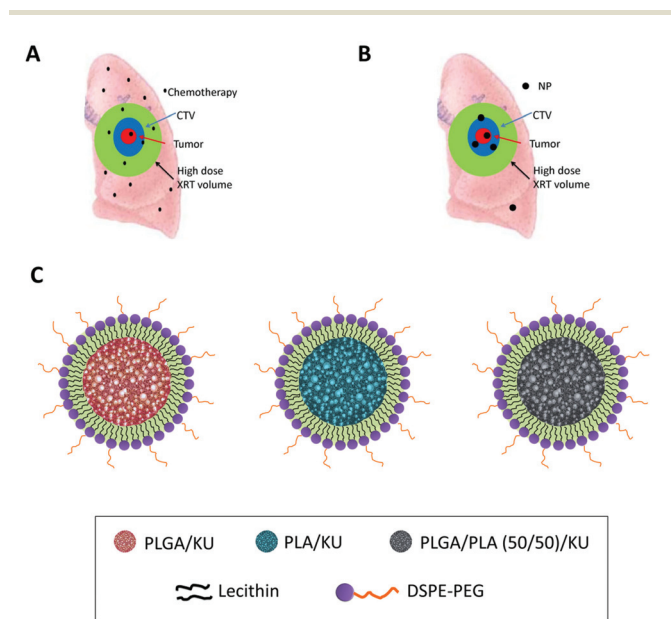 A
Chemotherapy
CTV
Tumor
High dose
XRT volume
B
NP
CTV
Tumor
High dose
XRT volume
C
PLGA/KU
PLA/KU
PLGA/PLA (50/50)/KU
Lecithin
DSPE-PEG